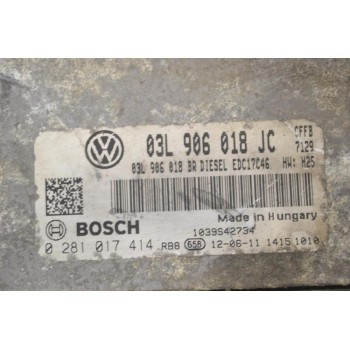 03L 906 018 JC CFFB
7129
03L 906 018 BR DIESEL EDC17C46 HW: H25
Made in Hungary
BOSCH 1039S42734
0 281 017 414 RBB 658 12-06-11 1415 1010